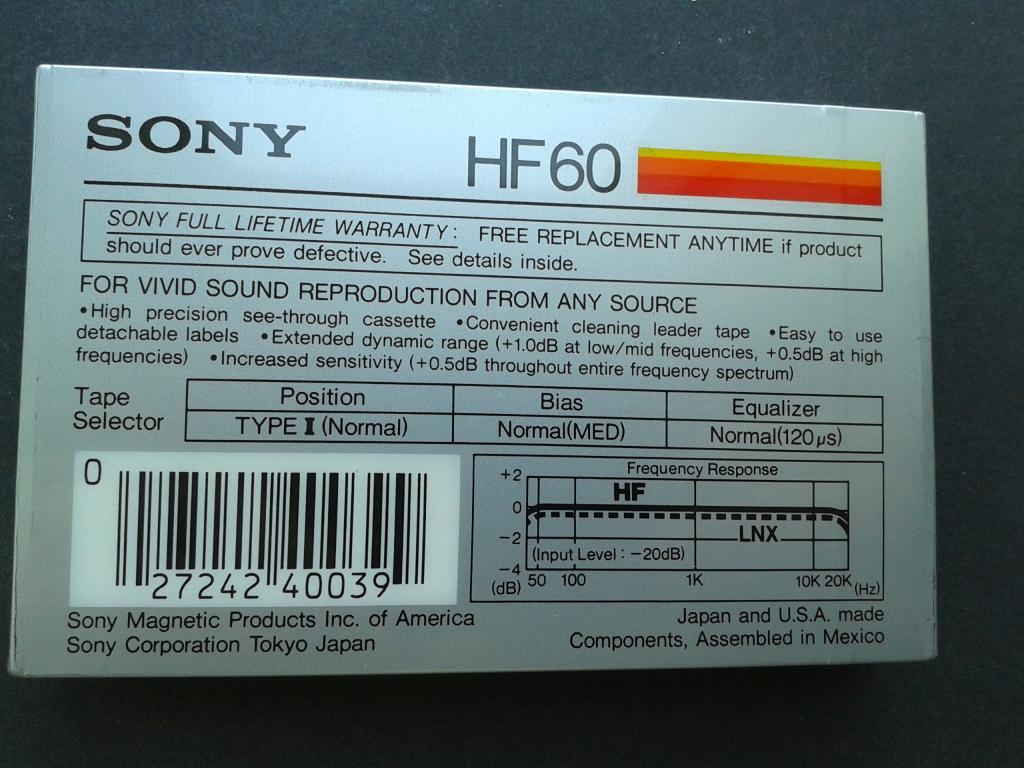 SONY
HF60
SONY FULL LIFETIME WARRANTY: FREE REPLACEMENT ANYTIME if product
should ever prove defective. See details inside.
FOR VIVID SOUND REPRODUCTION FROM ANY SOURCE
•High precision see-through cassette •Convenient cleaning leader tape •Easy to use
detachable labels •Extended dynamic range (+1.0dB at low/mid frequencies, +0.5dB at high
frequencies) •Increased sensitivity (+0.5dB throughout entire frequency spectrum)
Tape
Selector
Position Bias Equalizer
TYPE I (Normal) Normal(MED) Normal(120μs)
0
27242 40039
Frequency Response
+2
0
−2
−4
(dB)
HF
LNX
(Input Level : −20dB)
50 100 1K 10K 20K (Hz)
Sony Magnetic Products Inc. of America
Sony Corporation Tokyo Japan
Japan and U.S.A. made
Components, Assembled in Mexico